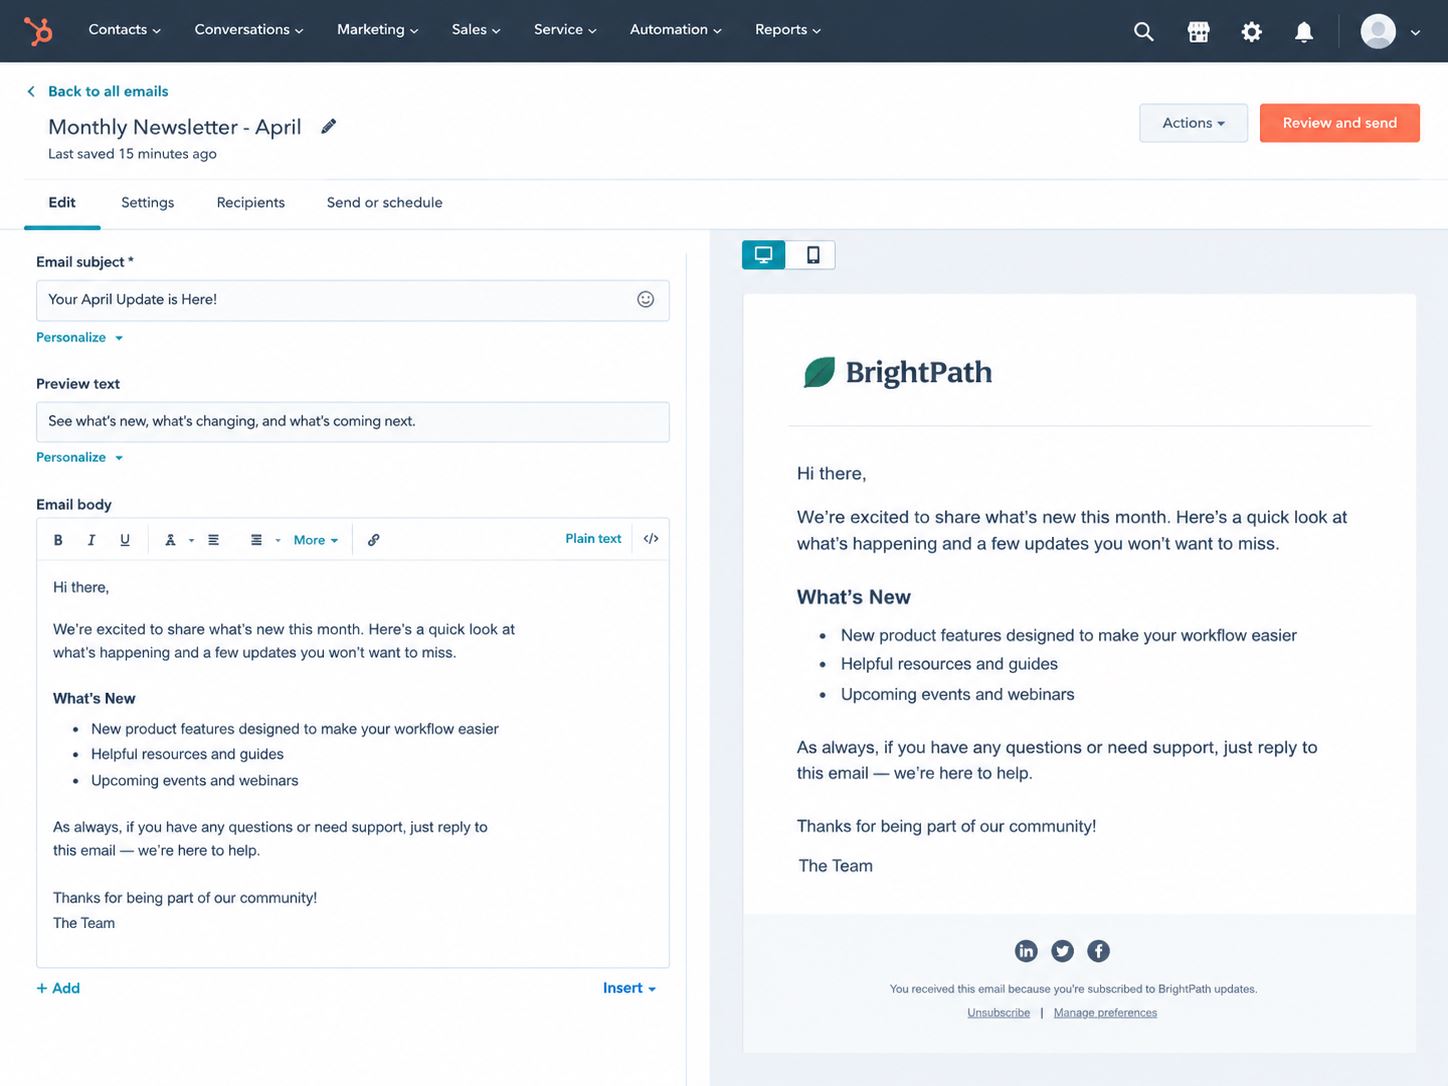 Contacts
Conversations
Marketing
Sales
Service
Automation
Reports
Back to all emails
Monthly Newsletter - April
Last saved 15 minutes ago
Actions
Review and send
Edit
Settings
Recipients
Send or schedule
Email subject *
Your April Update is Here!
Personalize
Preview text
See what's new, what's changing, and what's coming next.
Personalize
Email body
B I U A More Plain text </>
Hi there,
We're excited to share what's new this month. Here's a quick look at
what's happening and a few updates you won't want to miss.
What's New
• New product features designed to make your workflow easier
• Helpful resources and guides
• Upcoming events and webinars
As always, if you have any questions or need support, just reply to
this email — we're here to help.
Thanks for being part of our community!
The Team
+ Add
Insert
BrightPath
Hi there,
We're excited to share what's new this month. Here's a quick look at
what's happening and a few updates you won't want to miss.
What's New
• New product features designed to make your workflow easier
• Helpful resources and guides
• Upcoming events and webinars
As always, if you have any questions or need support, just reply to
this email — we're here to help.
Thanks for being part of our community!
The Team
in f
You received this email because you're subscribed to BrightPath updates.
Unsubscribe | Manage preferences